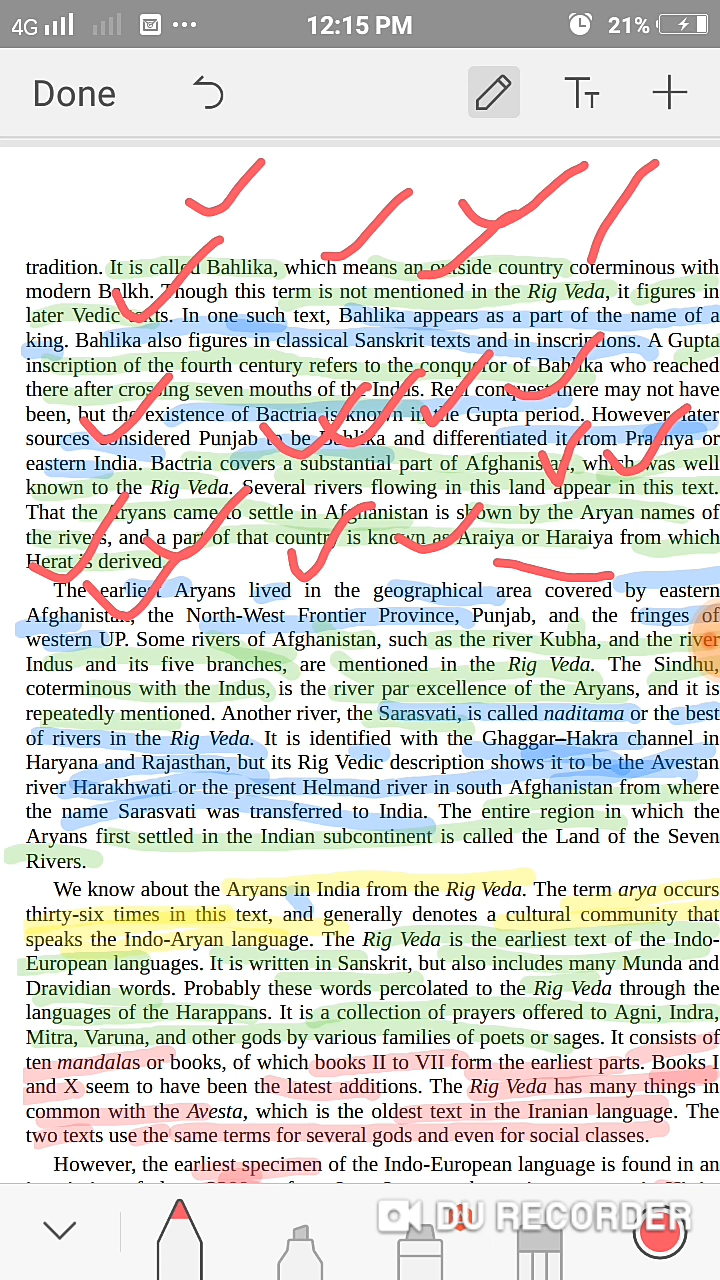 4G 12:15 PM 21%
Done TT
tradition. It is called Bahlika, which means an outside country coterminous with
modern Balkh. Though this term is not mentioned in the Rig Veda, it figures in
later Vedic texts. In one such text, Bahlika appears as a part of the name of a
king. Bahlika also figures in classical Sanskrit texts and in inscriptions. A Gupta
inscription of the fourth century refers to the conqueror of Bahlika who reached
there after crossing seven mouths of the Indus. Real conquest there may not have
been, but the existence of Bactria is known in the Gupta period. However later
sources considered Punjab to be Bahlika and differentiated it from Prachya or
eastern India. Bactria covers a substantial part of Afghanistan, which was well
known to the Rig Veda. Several rivers flowing in this land appear in this text.
That the Aryans came to settle in Afghanistan is shown by the Aryan names of
the rivers, and a part of that country is known as Araiya or Haraiya from which
Herat is derived.
The earliest Aryans lived in the geographical area covered by eastern
Afghanistan, the North-West Frontier Province, Punjab, and the fringes of
western UP. Some rivers of Afghanistan, such as the river Kubha, and the river
Indus and its five branches, are mentioned in the Rig Veda. The Sindhu,
coterminous with the Indus, is the river par excellence of the Aryans, and it is
repeatedly mentioned. Another river, the Sarasvati, is called naditama or the best
of rivers in the Rig Veda. It is identified with the Ghaggar–Hakra channel in
Haryana and Rajasthan, but its Rig Vedic description shows it to be the Avestan
river Harakhwati or the present Helmand river in south Afghanistan from where
the name Sarasvati was transferred to India. The entire region in which the
Aryans first settled in the Indian subcontinent is called the Land of the Seven
Rivers.
We know about the Aryans in India from the Rig Veda. The term arya occurs
thirty-six times in this text, and generally denotes a cultural community that
speaks the Indo-Aryan language. The Rig Veda is the earliest text of the Indo-
European languages. It is written in Sanskrit, but also includes many Munda and
Dravidian words. Probably these words percolated to the Rig Veda through the
languages of the Harappans. It is a collection of prayers offered to Agni, Indra,
Mitra, Varuna, and other gods by various families of poets or sages. It consists of
ten mandalas or books, of which books II to VII form the earliest parts. Books I
and X seem to have been the latest additions. The Rig Veda has many things in
common with the Avesta, which is the oldest text in the Iranian language. The
two texts use the same terms for several gods and even for social classes.
However, the earliest specimen of the Indo-European language is found in an
DU RECORDER